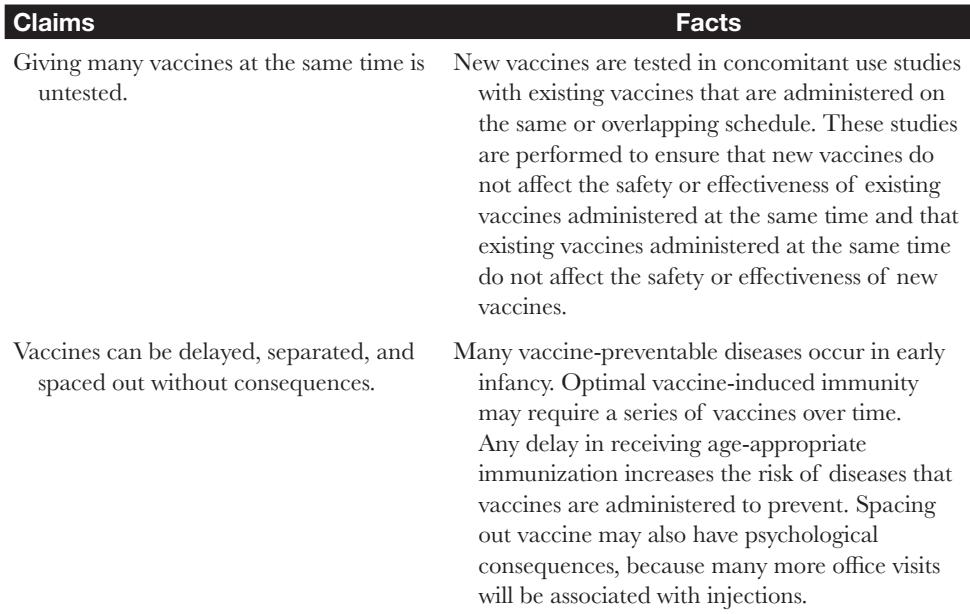 Claims Facts
Giving many vaccines at the same time is
untested.
New vaccines are tested in concomitant use studies
with existing vaccines that are administered on
the same or overlapping schedule. These studies
are performed to ensure that new vaccines do
not affect the safety or effectiveness of existing
vaccines administered at the same time and that
existing vaccines administered at the same time
do not affect the safety or effectiveness of new
vaccines.
Vaccines can be delayed, separated, and
spaced out without consequences.
Many vaccine-preventable diseases occur in early
infancy. Optimal vaccine-induced immunity
may require a series of vaccines over time.
Any delay in receiving age-appropriate
immunization increases the risk of diseases that
vaccines are administered to prevent. Spacing
out vaccine may also have psychological
consequences, because many more office visits
will be associated with injections.